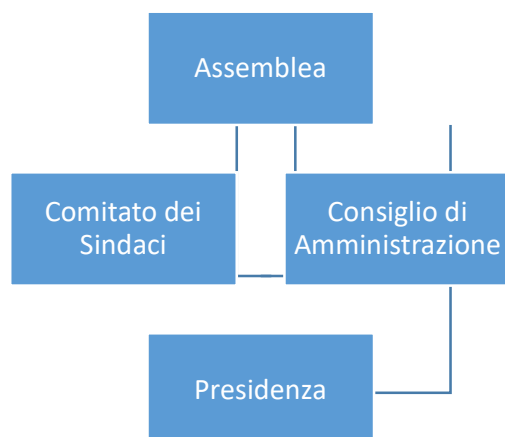 Assemblea
Comitato dei
Sindaci
Consiglio di
Amministrazione
Presidenza